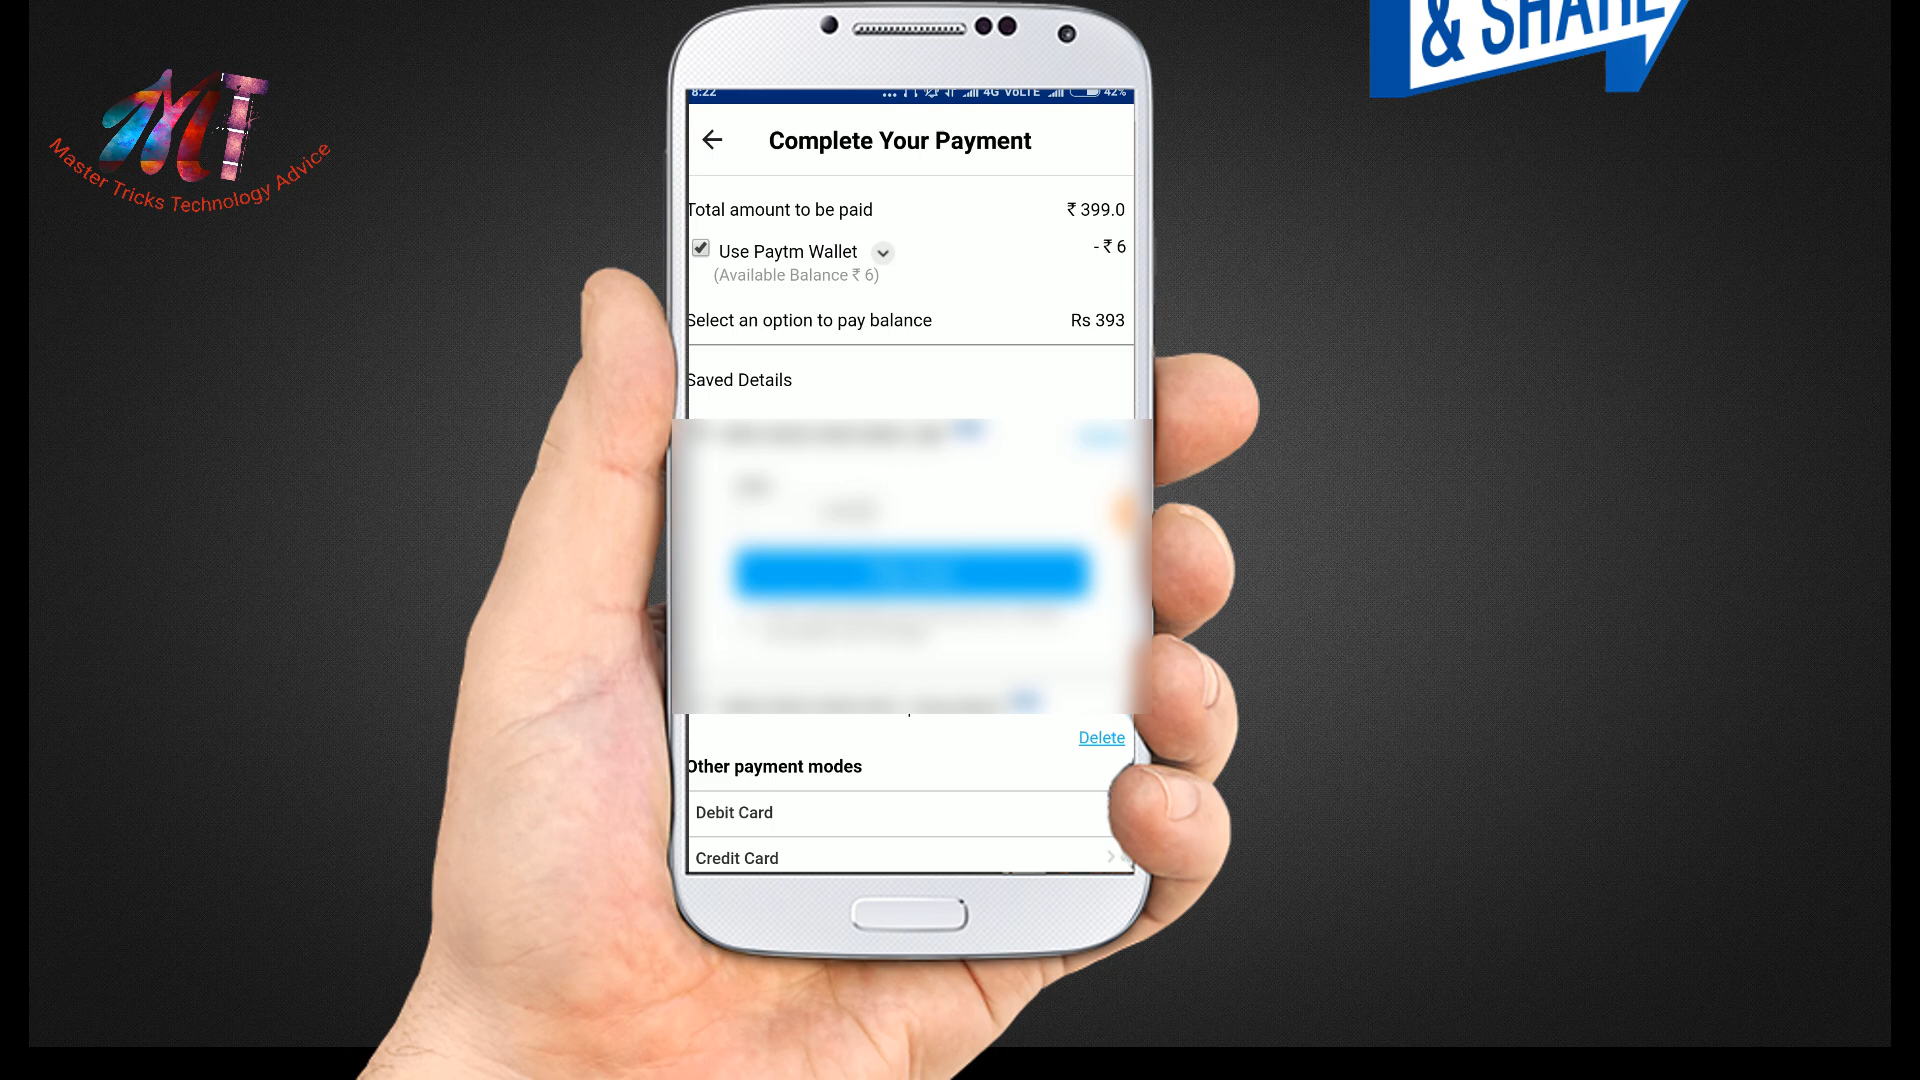 & SHARE
MT
Master Tricks Technology Advice
8:22
4G VoLTE
42%
Complete Your Payment
Total amount to be paid
₹ 399.0
Use Paytm Wallet
- ₹ 6
(Available Balance ₹ 6)
Select an option to pay balance
Rs 393
Saved Details
Delete
Other payment modes
Debit Card
Credit Card